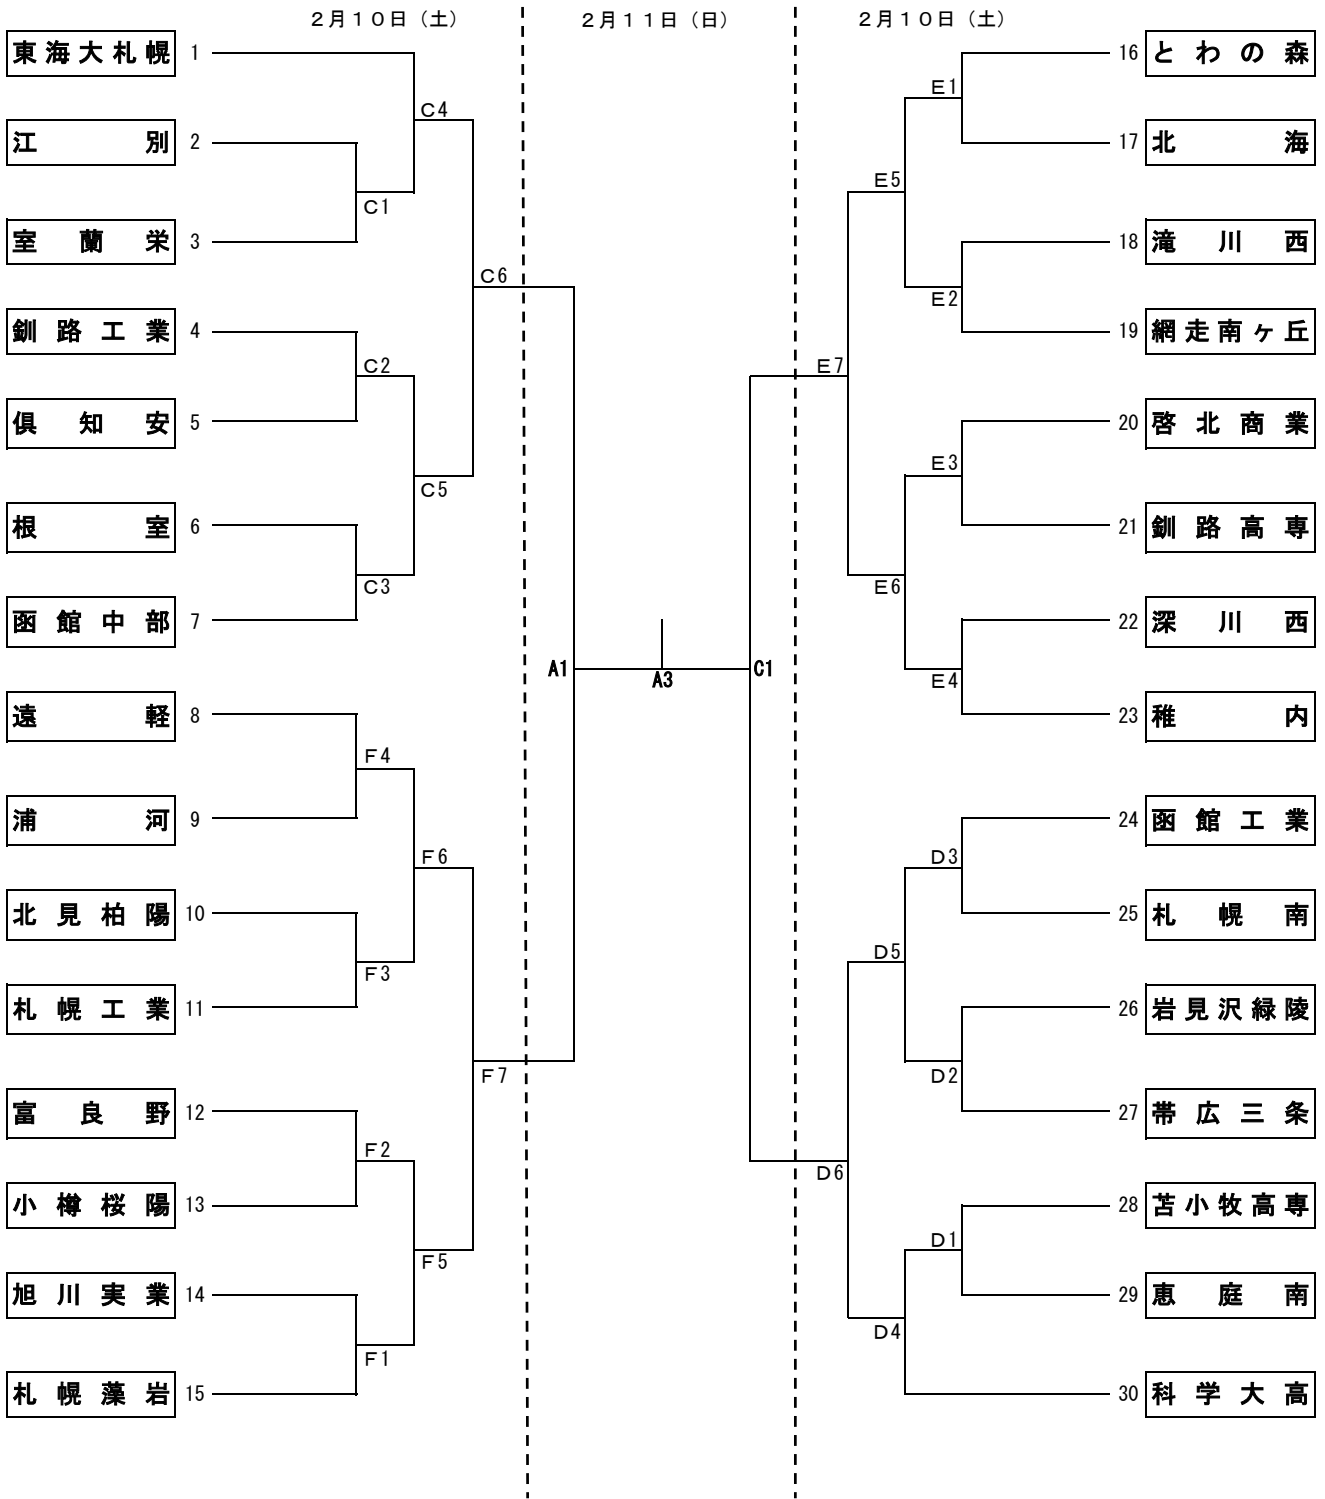 ２月１０日（土） ２月１１日（日） ２月１０日（土）
東海大札幌 1 16 とわの森
E1
C4
江別 2 17 北海
E5
C1
室蘭栄 3 18 滝川西
C6
E2
釧路工業 4 19 網走南ヶ丘
C2 E7
倶知安 5 20 啓北商業
E3
C5
根室 6 21 釧路高専
C3 E6
函館中部 7 22 深川西
A1 A3 C1
E4
遠軽 8 23 稚内
F4
浦河 9 24 函館工業
F6 D3
北見柏陽 10 25 札幌南
D5
F3
札幌工業 11 26 岩見沢緑陵
F7 D2
富良野 12 27 帯広三条
F2
D6
小樽桜陽 13 28 苫小牧高専
D1
F5
旭川実業 14 29 恵庭南
D4
F1
札幌藻岩 15 30 科学大高